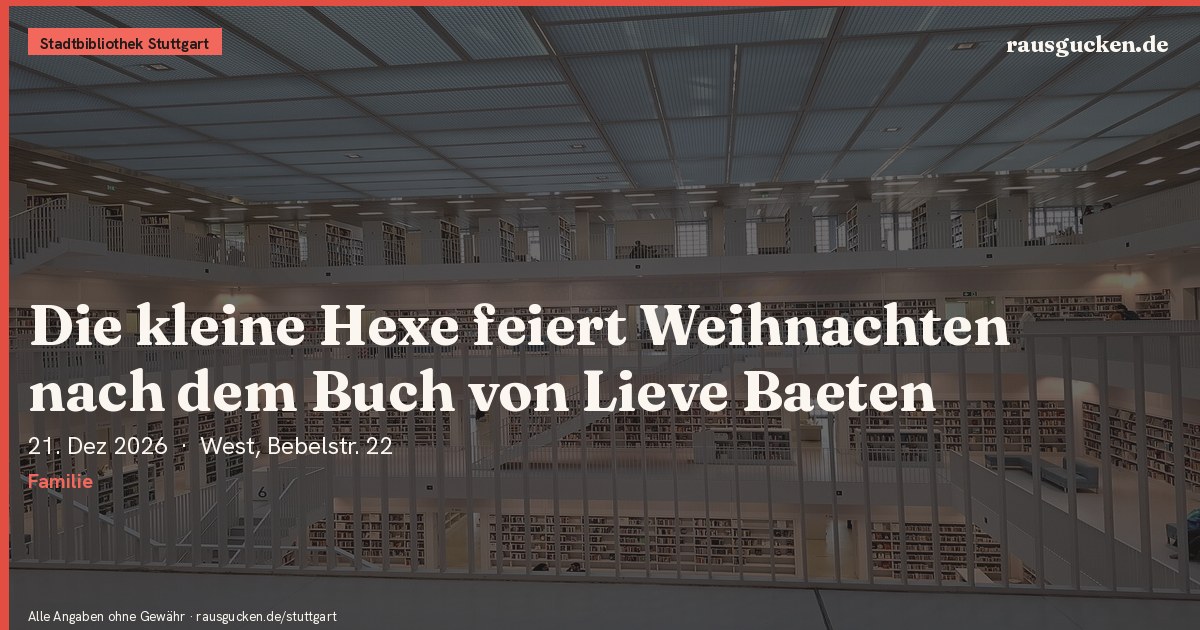 Stadtbibliothek Stuttgart
rausgucken.de
Die kleine Hexe feiert Weihnachten
nach dem Buch von Lieve Baeten
21. Dez 2026 · West, Bebelstr. 22
Familie
6
Alle Angaben ohne Gewähr · rausgucken.de/stuttgart